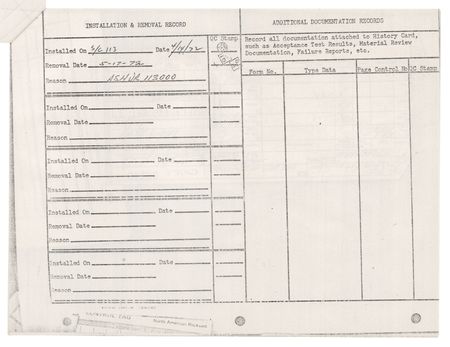 INSTALLATION & REMOVAL RECORD
QC Stamp
Installed On S/C 113 Date 4/14/72
Removal Date 5-17-72
Reason ASHUR 113000
Installed On Date
Removal Date
Reason
Installed On Date
Removal Date
Reason
Installed On Date
Removal Date
Reason
Installed On Date
Removal Date
Reason
ADDITIONAL DOCUMENTATION RECORDS
Record all documentation attached to History Card,
such as Acceptance Test Results, Material Review
Documentation, Failure Reports, etc.
Form No. Type Data Page Control No QC Stamp
North American Rockwell